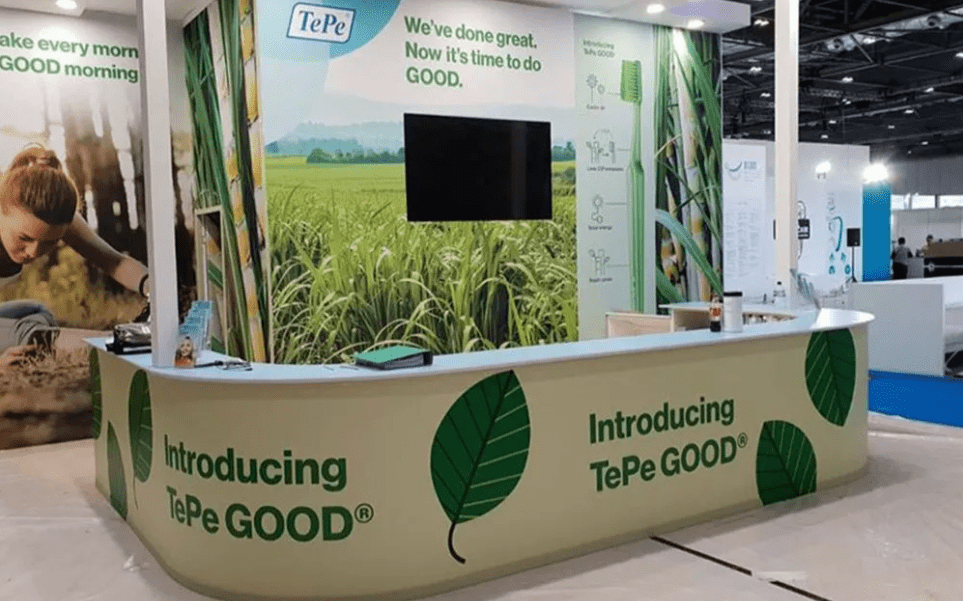 ake every morn
GOOD morning
TePe
We've done great.
Now it's time to do
GOOD.
Introducing
TePe GOOD
Introducing
TePe GOOD®
Introducing
TePe GOOD®